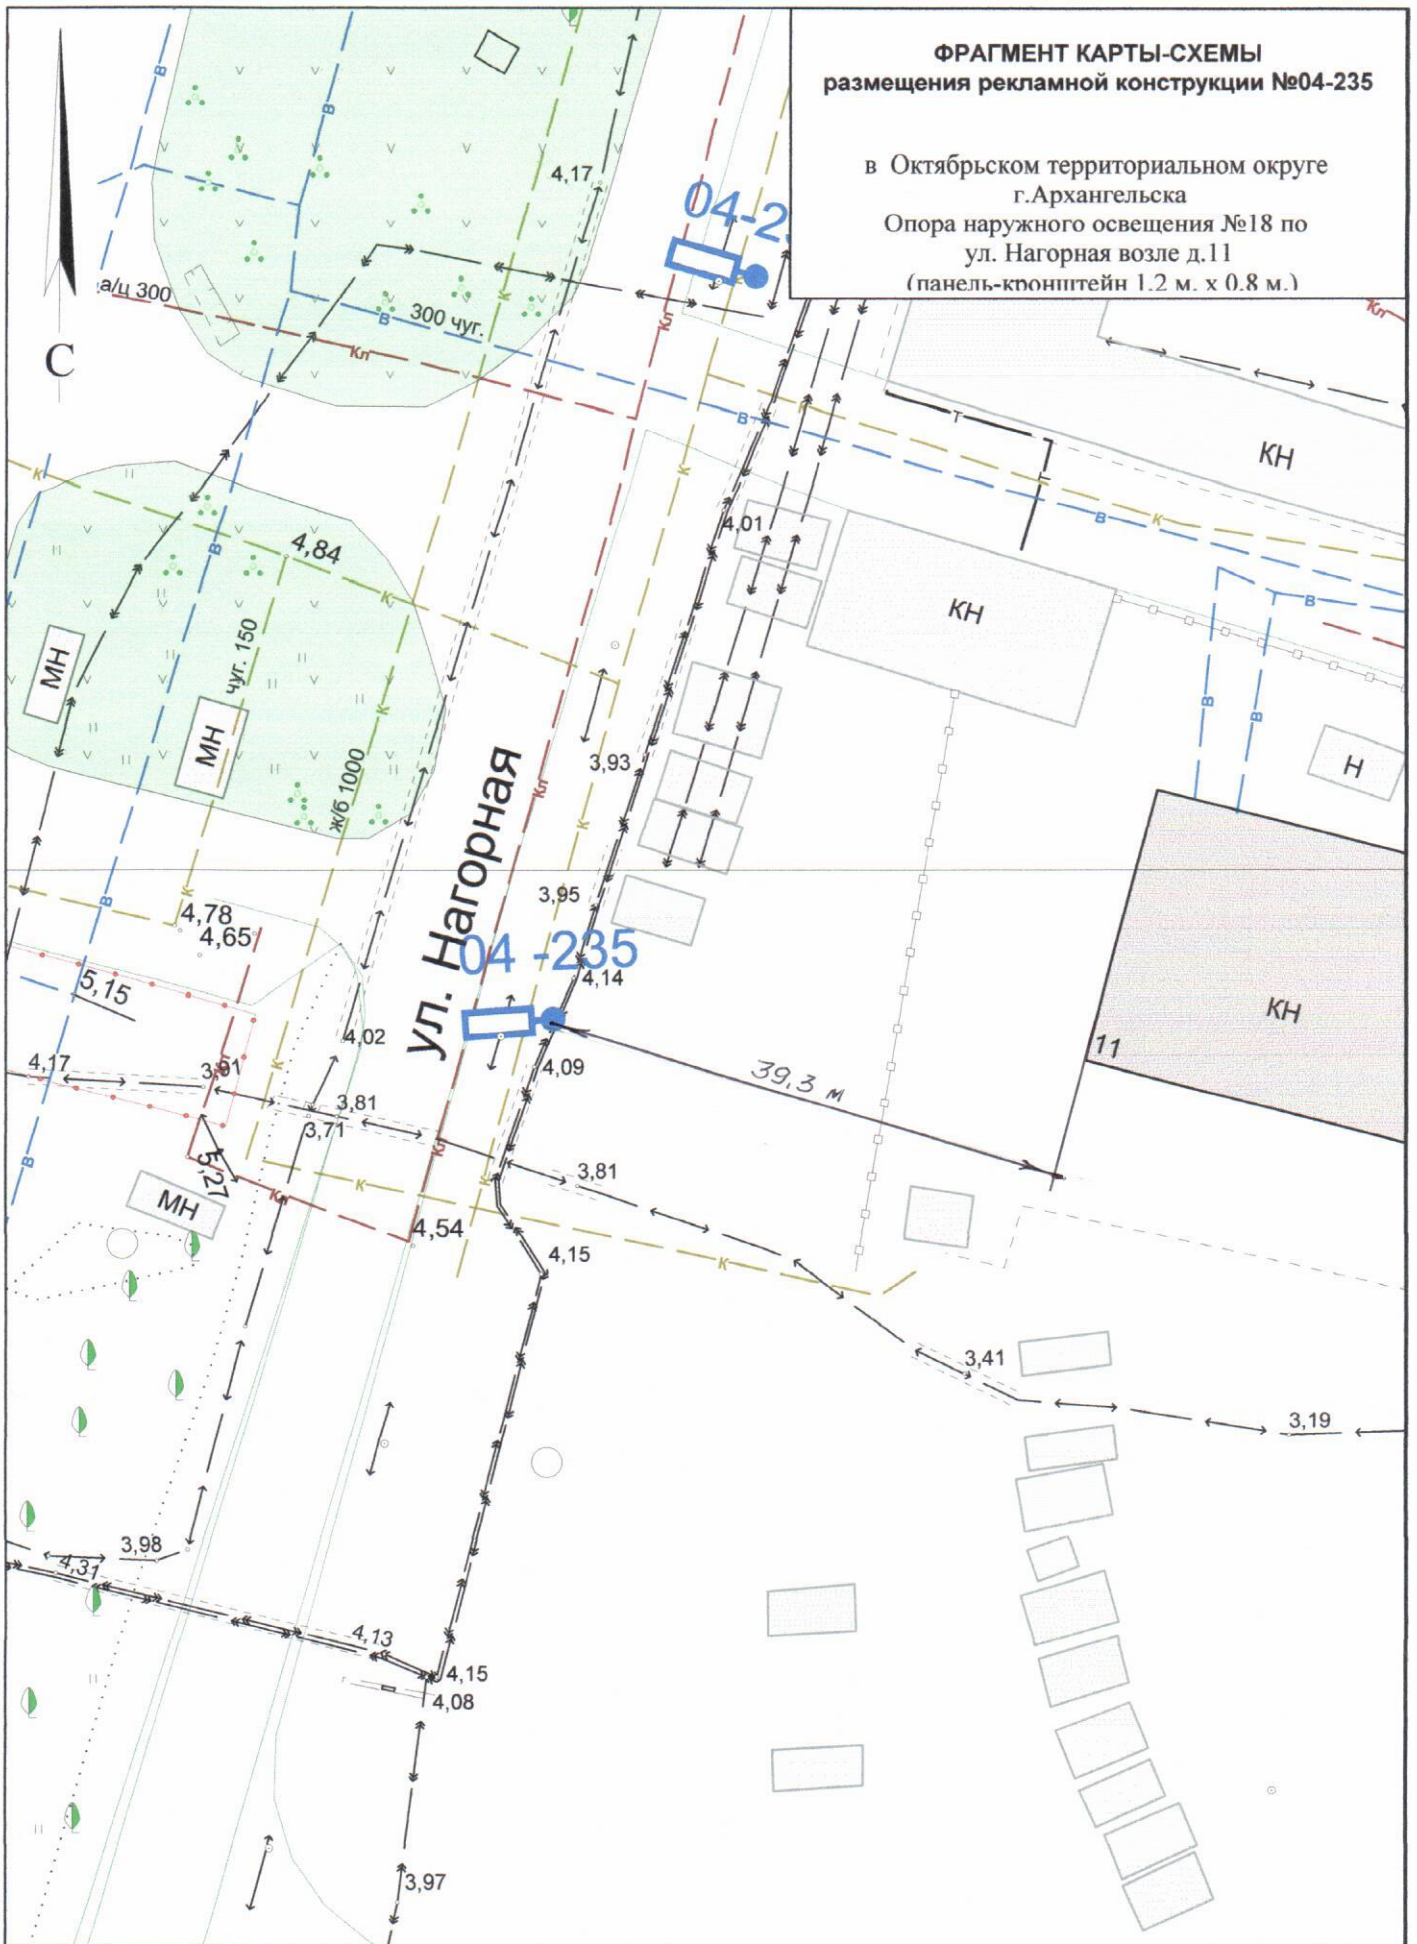 ФРАГМЕНТ КАРТЫ-СХЕМЫ
размещения рекламной конструкции №04-235
в Октябрьском территориальном округе
г.Архангельска
Опора наружного освещения №18 по
ул. Нагорная возле д.11
(панель-кронштейн 1.2 м. х 0.8 м.)
В
В
4,17
04-2
К
а/ц 300
300 чуг.
В
Кл
Кл
Кл
С
К
В
Т
КН
К
К
4,01
Т
В
К
В
4,84
К
КН
В
МН
чуг. 150
МН
К
ж/б 1000
В
В
3,93
Кл
Н
К
ул. Нагорная
К
В
3,95
К
4,78
4,65
04 -235
4,14
5,15
КН
4,02
11
4,17
3,91
К
4,09
39,3 м
3,81
3,71
Кл
В
5,27
Кл
К
К
3,81
МН
4,54
4,15
К
3,41
3,19
3,98
4,31
4,13
4,15
4,08
3,97